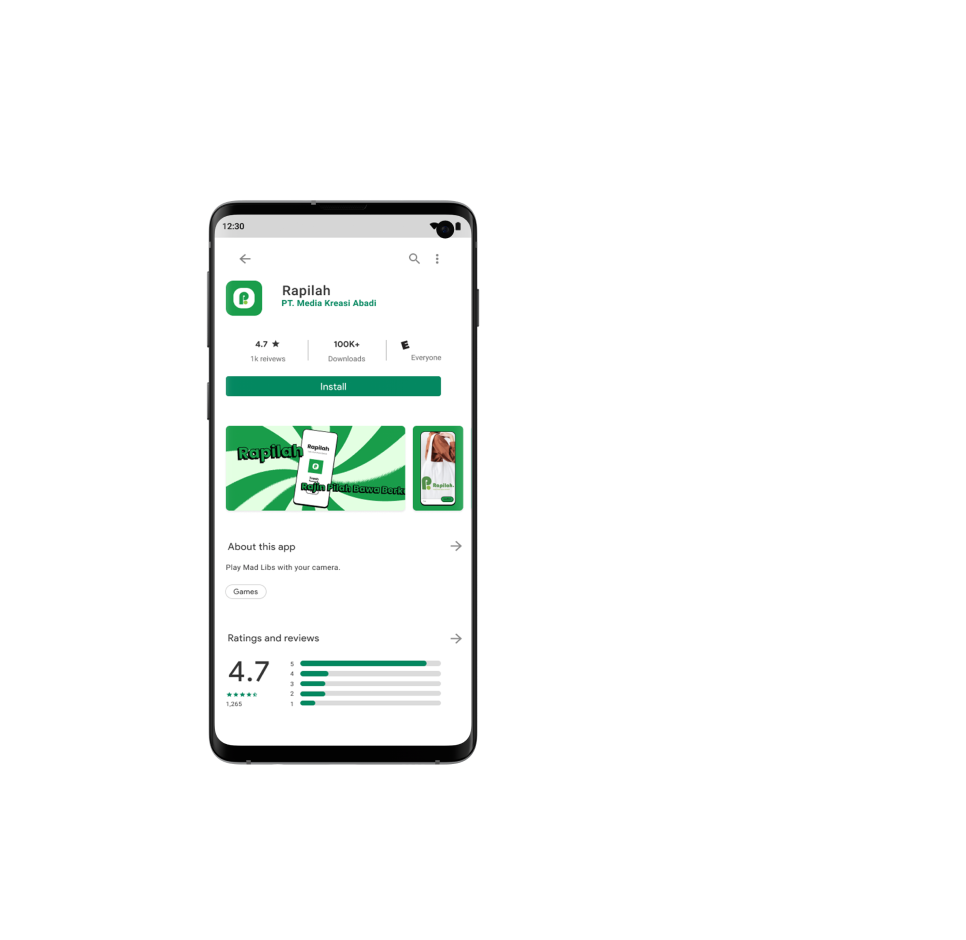 12:30
Rapilah
PT. Media Kreasi Abadi
4.7 ★
100K+
E
1k reivews
Downloads
Everyone
Install
Rapilah
Rapilah
Rajin Pilah Bawa Berk
Rapilah.
About this app
Play Mad Libs with your camera.
Games
Ratings and reviews
4.7
1,265
5
4
3
2
1